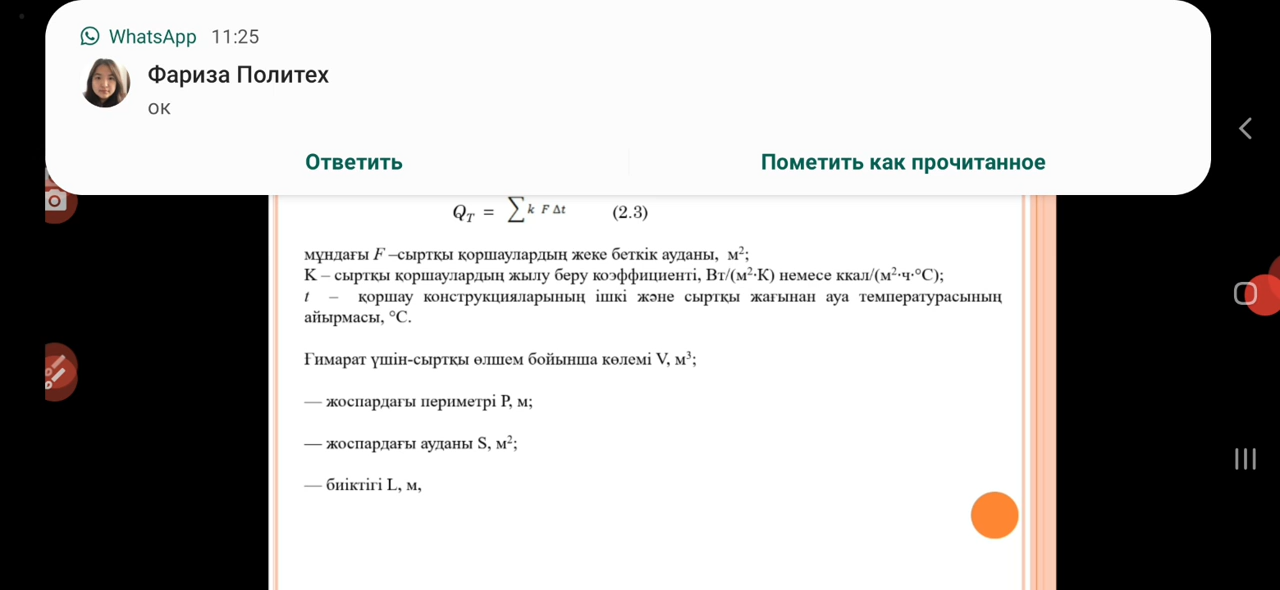 WhatsApp 11:25
Фариза Политех
ок
Ответить Пометить как прочитанное
Q_T = ∑ k F Δt (2.3)
мұндағы F –сыртқы қоршаулардың жеке беткік ауданы, м²;
K – сыртқы қоршаулардың жылу беру коэффициенті, Вт/(м²·К) немесе ккал/(м²·ч·°С);
t – қоршау конструкцияларының ішкі және сыртқы жағынан ауа температурасының
айырмасы, °С.
Ғимарат үшін-сыртқы өлшем бойынша көлемі V, м³;
— жоспардағы периметрі P, м;
— жоспардағы ауданы S, м²;
— биіктігі L, м,